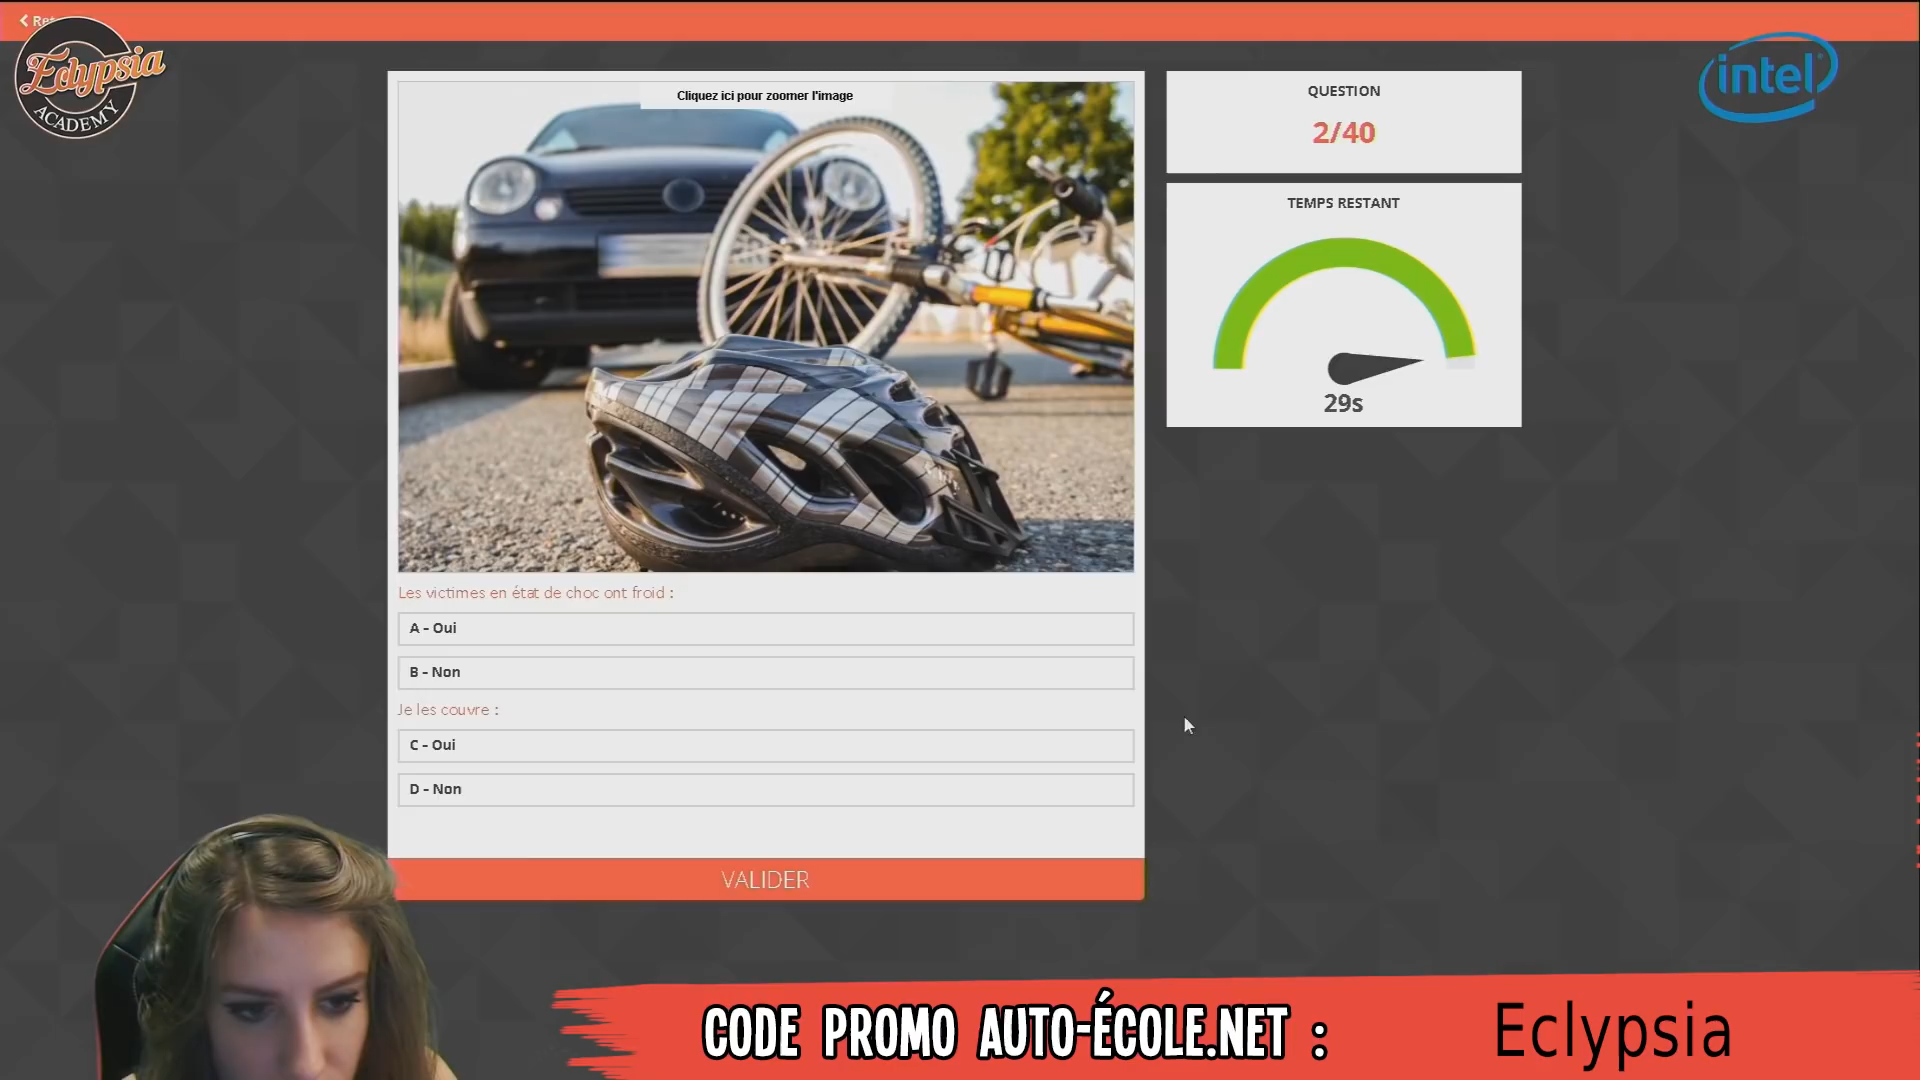 Eclypsia
ACADEMY
intel
Cliquez ici pour zoomer l'image
QUESTION
2/40
TEMPS RESTANT
29s
Les victimes en état de choc ont froid :
A - Oui
B - Non
Je les couvre :
C - Oui
D - Non
VALIDER
CODE PROMO AUTO-ÉCOLE.NET :
Eclypsia